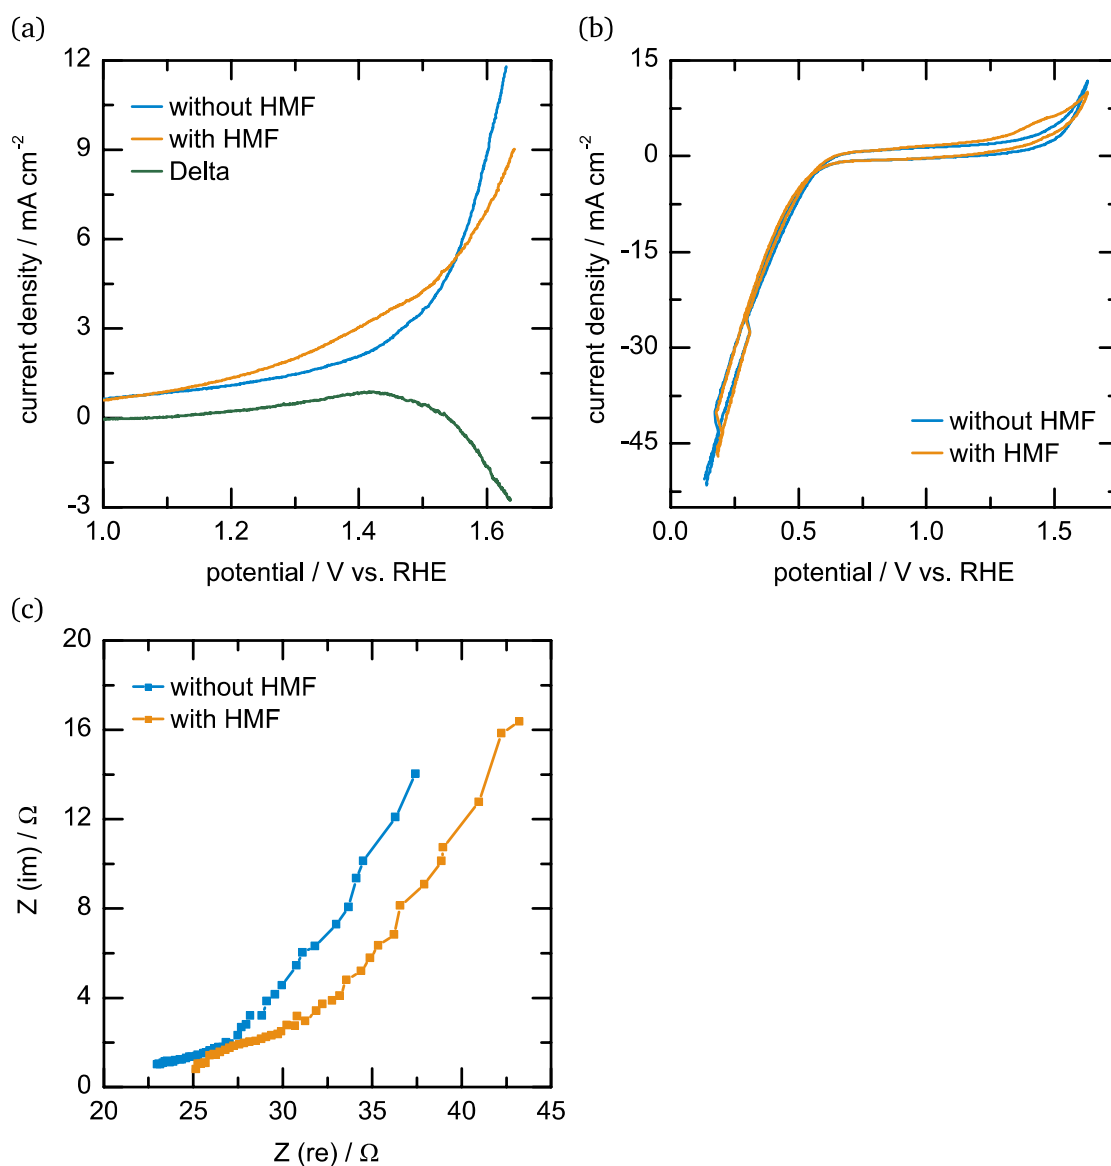 (a)
12
9
6
3
0
-3
current density / mA cm⁻²
without HMF
with HMF
Delta
1.0 1.2 1.4 1.6
potential / V vs. RHE
(b)
15
0
-15
-30
-45
current density / mA cm⁻²
without HMF
with HMF
0.0 0.5 1.0 1.5
potential / V vs. RHE
(c)
20
16
12
8
4
0
Z (im) / Ω
without HMF
with HMF
20 25 30 35 40 45
Z (re) / Ω